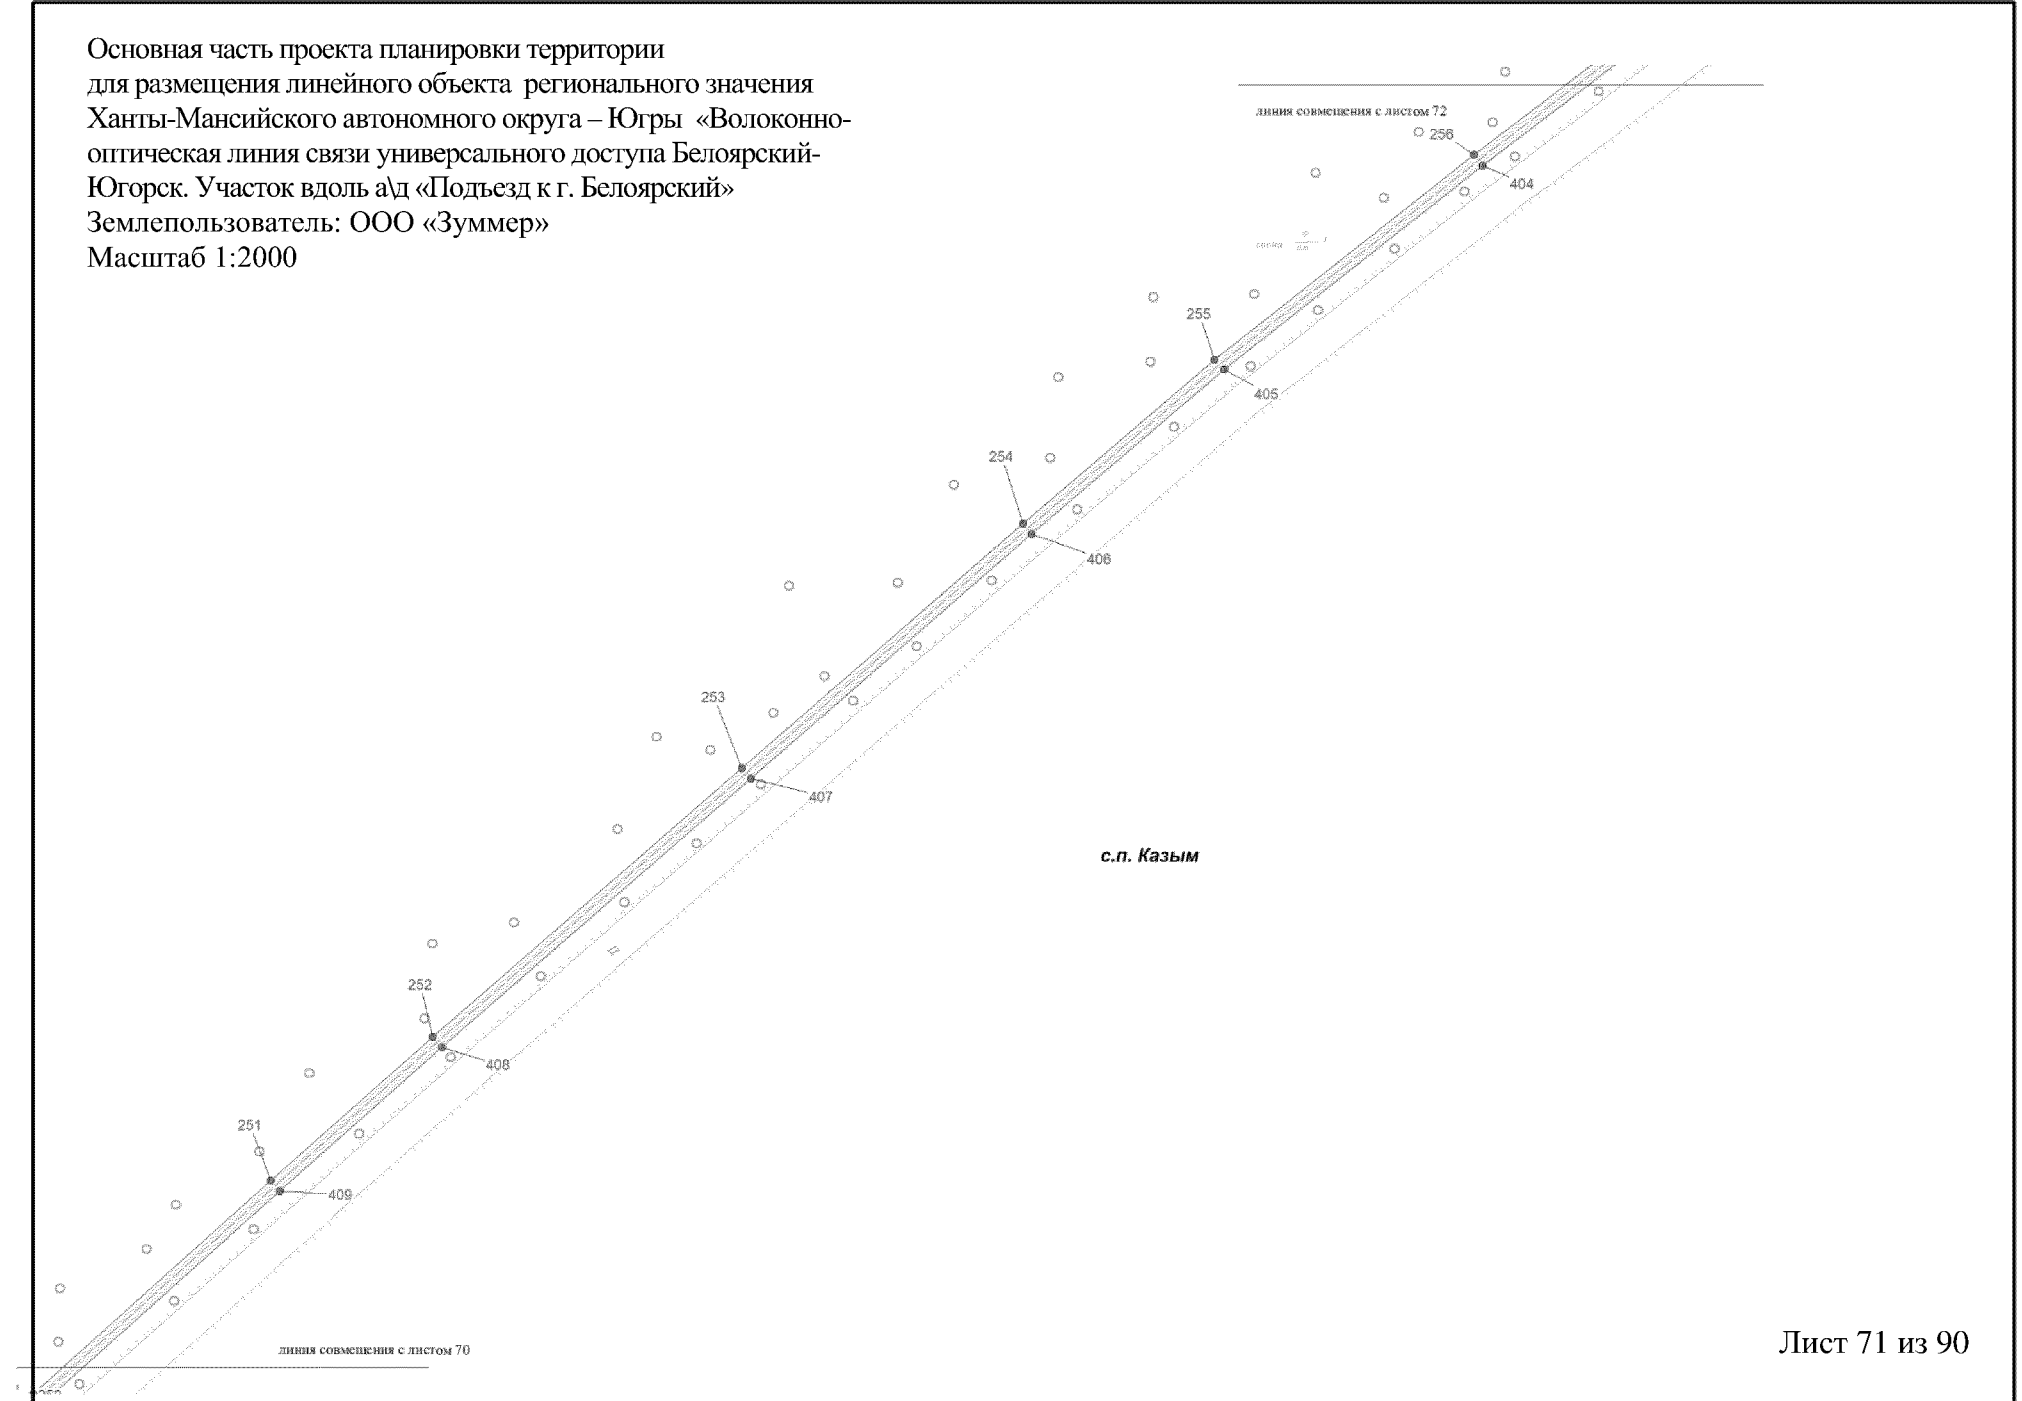 Основная часть проекта планировки территории
для размещения линейного объекта регионального значения
Ханты-Мансийского автономного округа – Югры «Волоконно-
оптическая линия связи универсального доступа Белоярский-
Югорск. Участок вдоль а\д «Подъезд к г. Белоярский»
Землепользователь: ООО «Зуммер»
Масштаб 1:2000
линия совмещения с листом 72
256
404
255
405
254
406
253
407
с.п. Казым
252
408
251
409
линия совмещения с листом 70
Лист 71 из 90